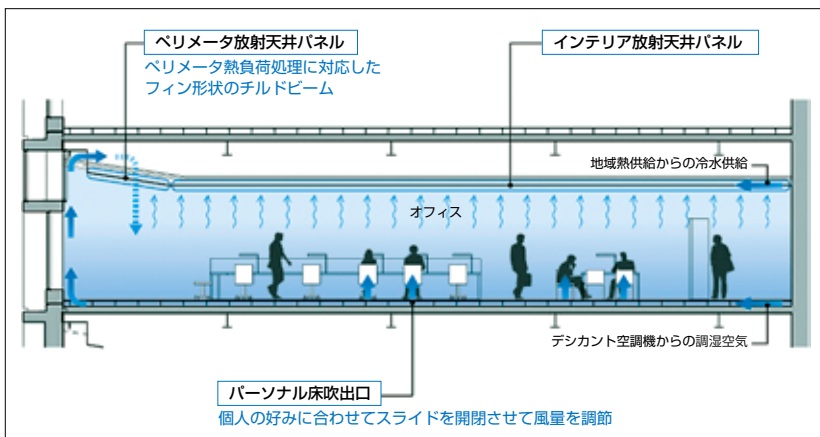 ペリメータ放射天井パネル
ペリメータ熱負荷処理に対応した
フィン形状のチルドビーム
インテリア放射天井パネル
地域熱供給からの冷水供給
オフィス
デシカント空調機からの調湿空気
パーソナル床吹出口
個人の好みに合わせてスライドを開閉させて風量を調節